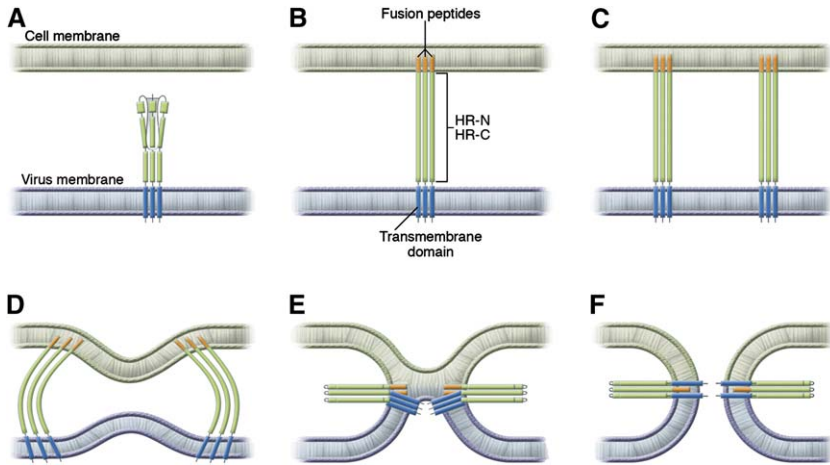 A
Cell membrane
Virus membrane
B
Fusion peptides
HR-N
HR-C
Transmembrane
domain
C
D
E
F